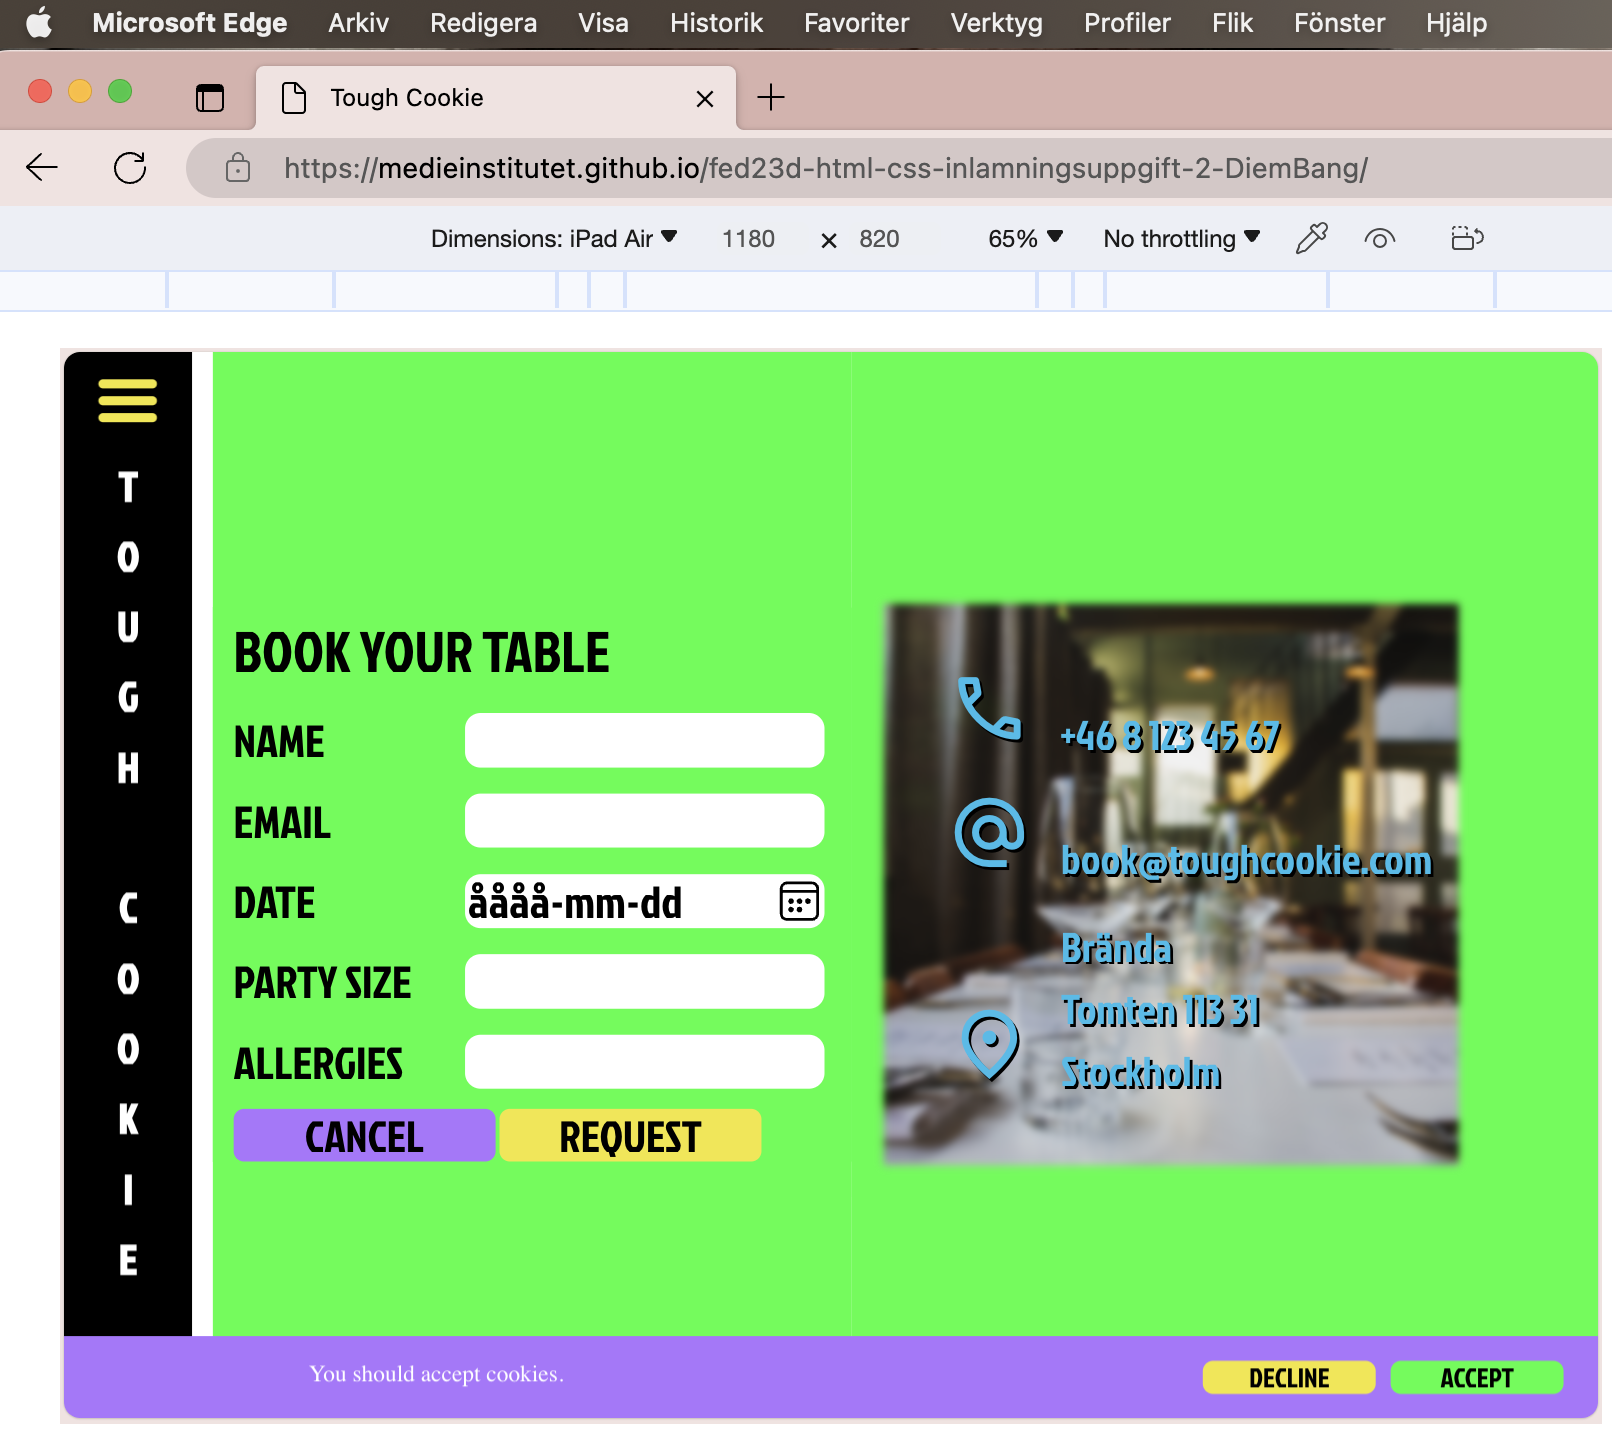 Microsoft Edge Arkiv Redigera Visa Historik Favoriter Verktyg Profiler Flik Fönster Hjälp
Tough Cookie
https://medieinstitutet.github.io/fed23d-html-css-inlamningsuppgift-2-DiemBang/
Dimensions: iPad Air 1180 × 820 65% No throttling
TOUGH COOKIE
BOOK YOUR TABLE
NAME
EMAIL
DATE åååå-mm-dd
PARTY SIZE
ALLERGIES
CANCEL REQUEST
+46 8 123 45 67
book@toughcookie.com
Brända
Tomten 113 31
Stockholm
You should accept cookies.
DECLINE ACCEPT